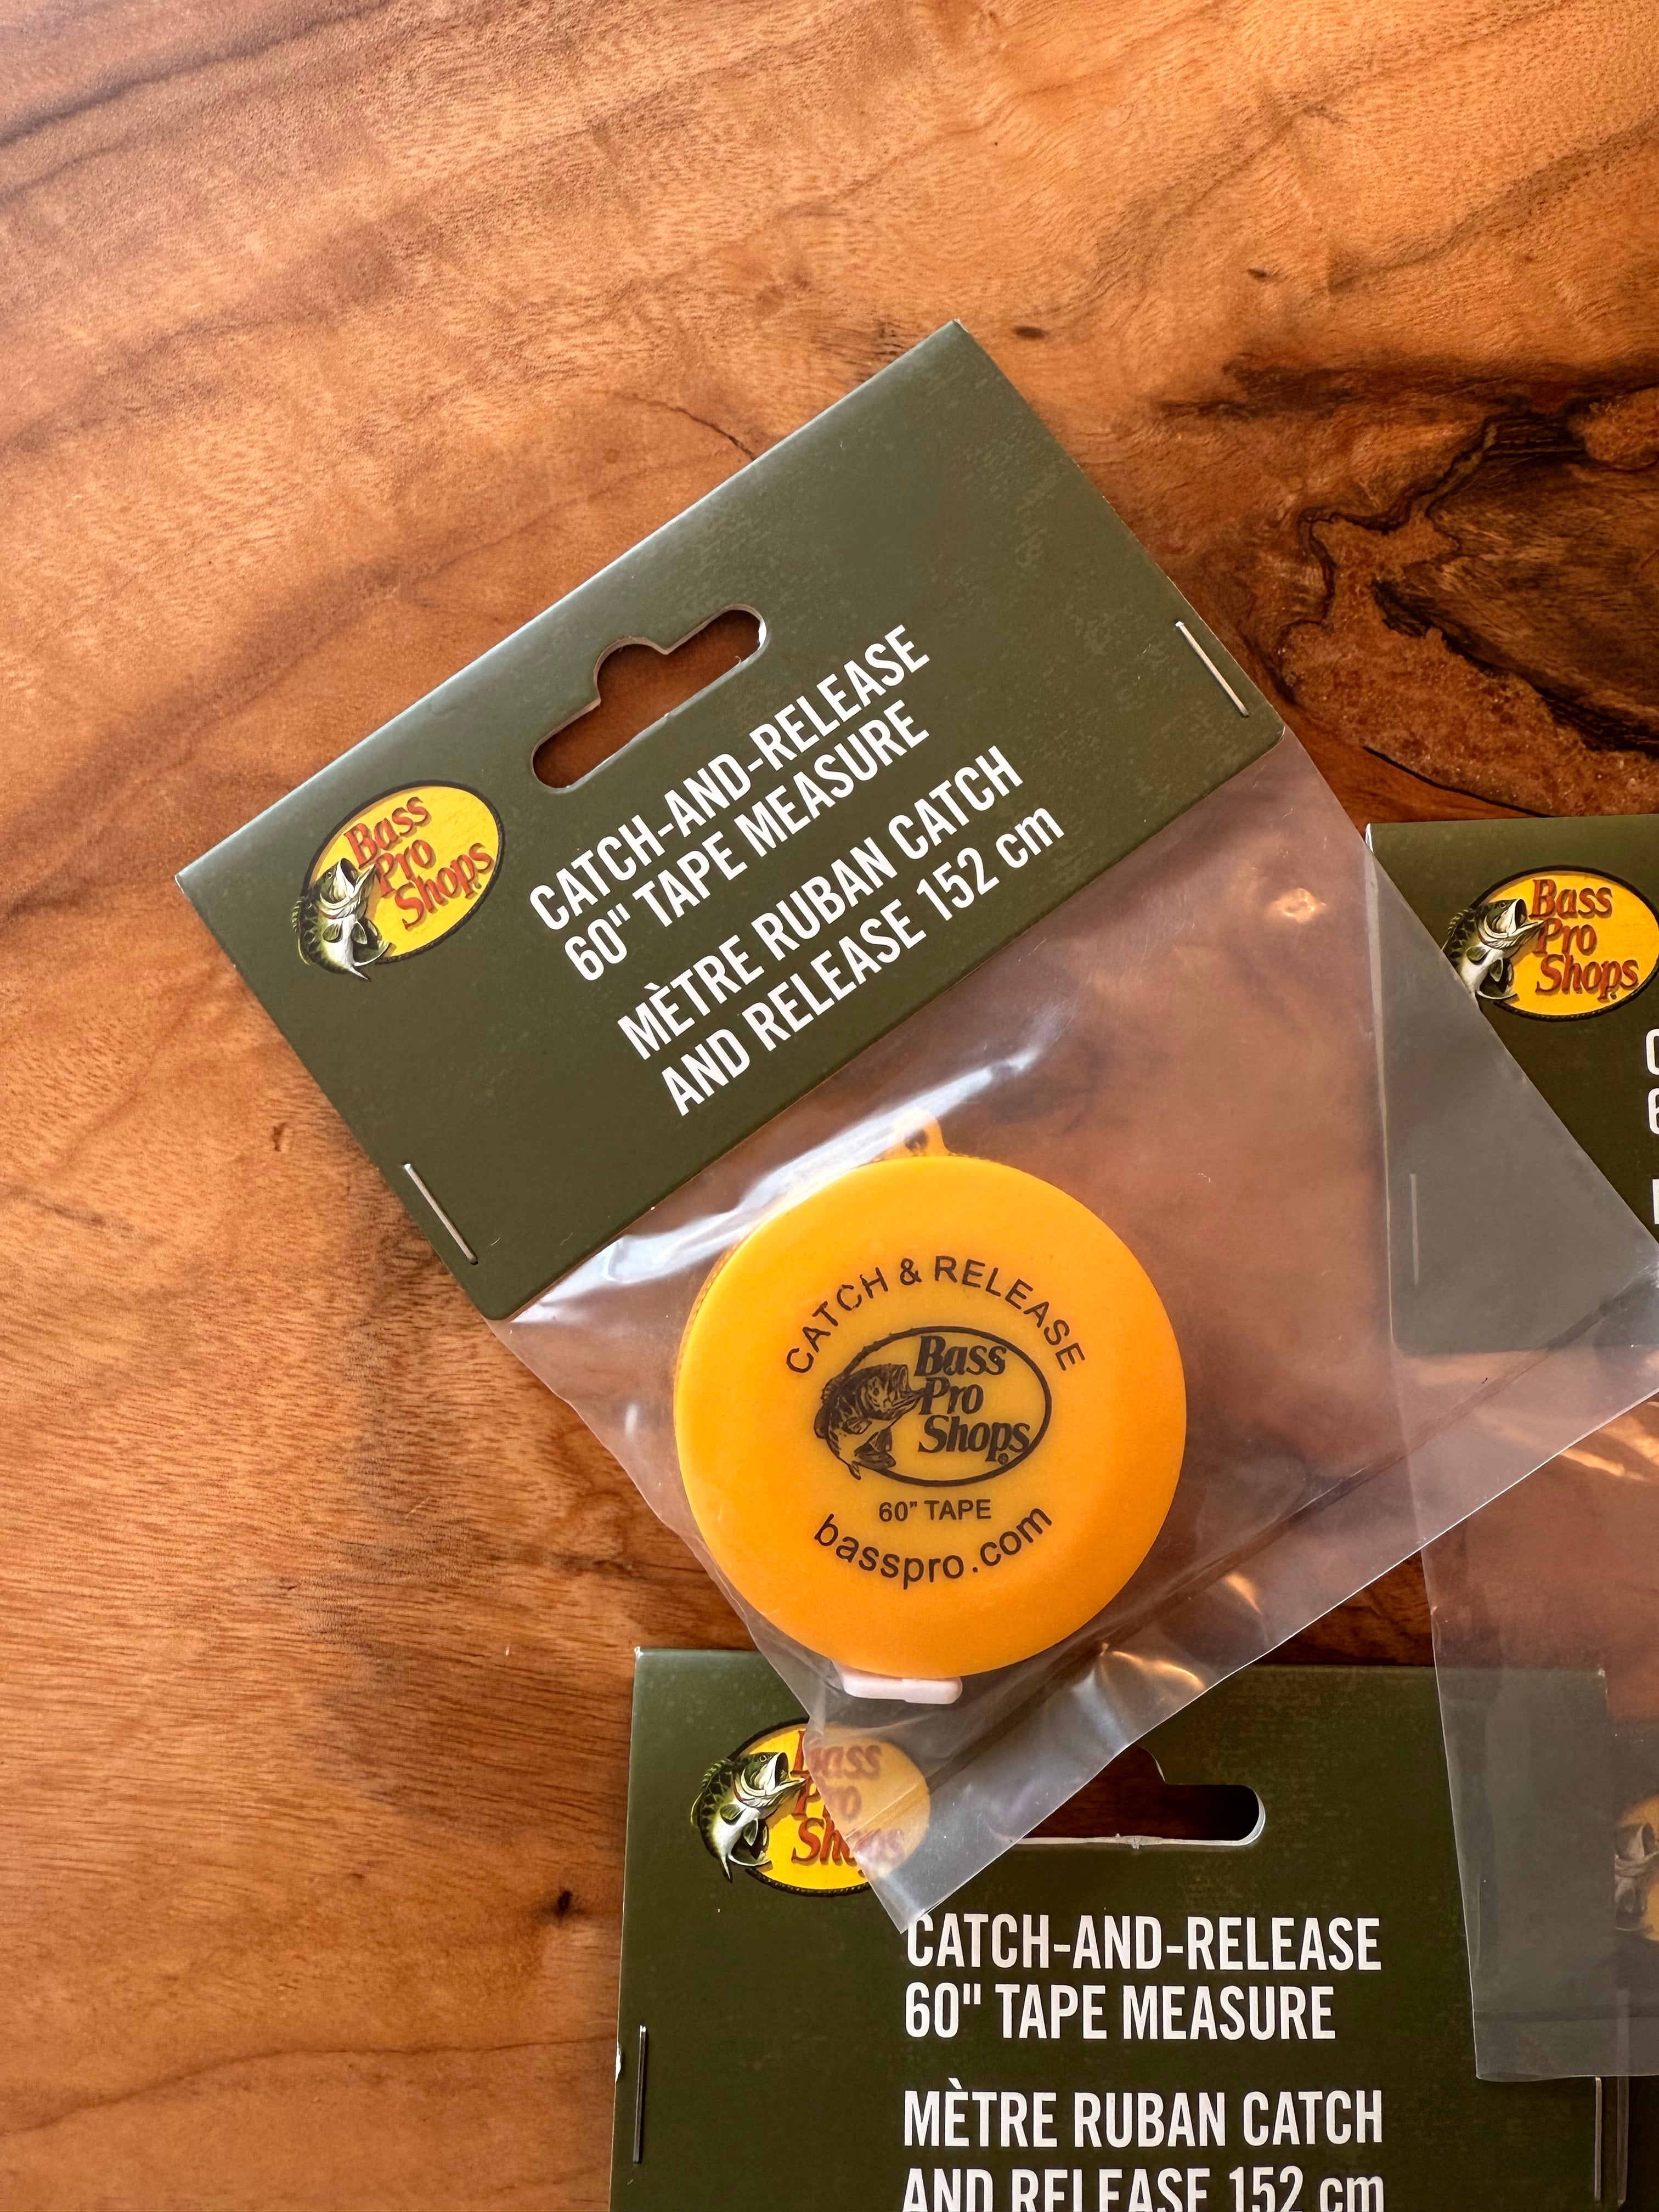 Bass
Pro
Shops
CATCH-AND-RELEASE
60" TAPE MEASURE
MÈTRE RUBAN CATCH
AND RELEASE 152 cm
CATCH & RELEASE
Bass
Pro
Shops
60" TAPE
basspro.com
Bass
Pro
Shops
Bass
Pro
Shops
CATCH-AND-RELEASE
60" TAPE MEASURE
MÈTRE RUBAN CATCH
AND RELEASE 152 cm